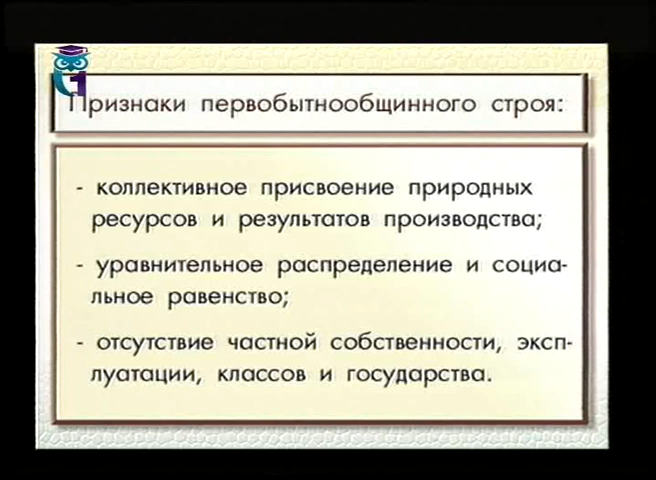 Признаки первобытнообщинного строя:
- коллективное присвоение природных
ресурсов и результатов производства;
- уравнительное распределение и социа-
льное равенство;
- отсутствие частной собственности, эксп-
луатации, классов и государства.